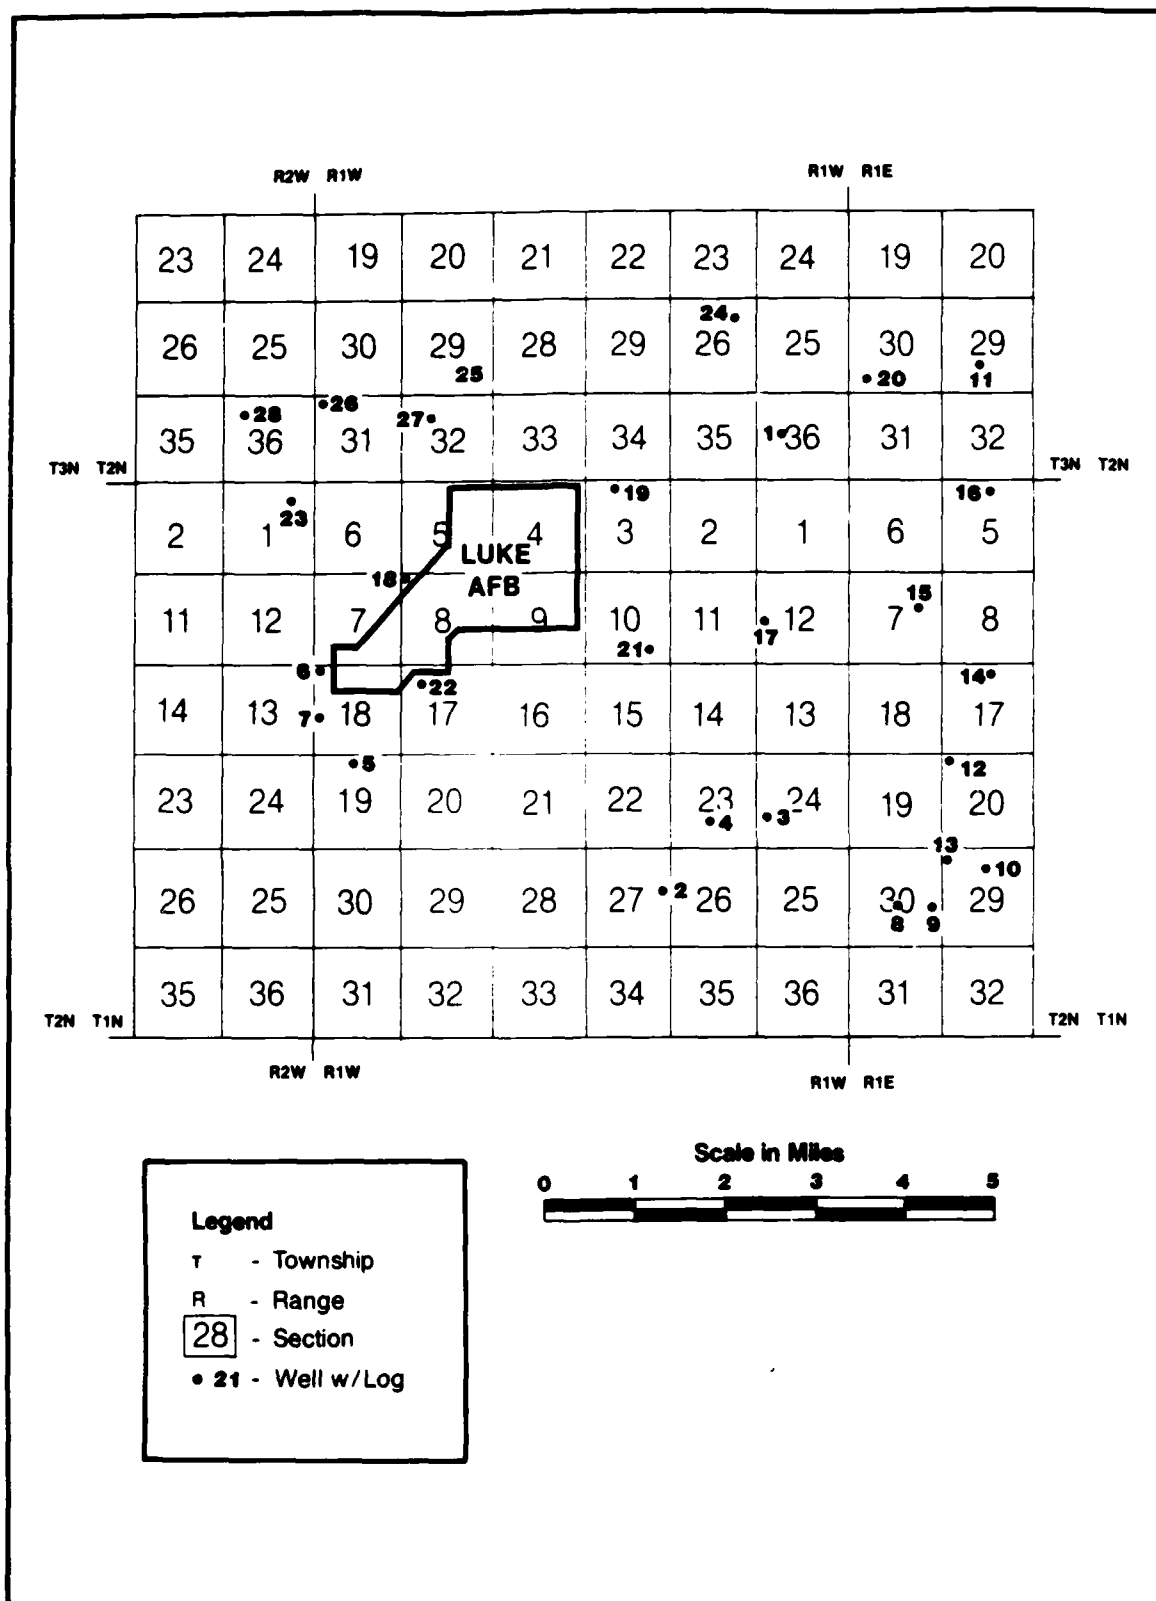 R2W R1W R1W R1E
23 24 19 20 21 22 23 24 19 20
24
26 25 30 29 28 29 26 25 30 29
25 20 11
28 26 27 1
35 36 31 32 33 34 35 36 31 32
T3N T2N T3N T2N
19 16
23
2 1 6 5 4 3 2 1 6 5
LUKE
18 AFB
15
11 12 7 8 9 10 11 12 7 8
17
21
6 22 14
14 13 18 17 16 15 14 13 18 17
7
5 12
23 24 19 20 21 22 23 24 19 20
4 3
13
10
2
26 25 30 29 28 27 26 25 30 29
8 9
35 36 31 32 33 34 35 36 31 32
T2N T1N T2N T1N
R2W R1W R1W R1E
Scale in Miles
0 1 2 3 4 5
Legend
T - Township
R - Range
28 - Section
• 21 - Well w/Log